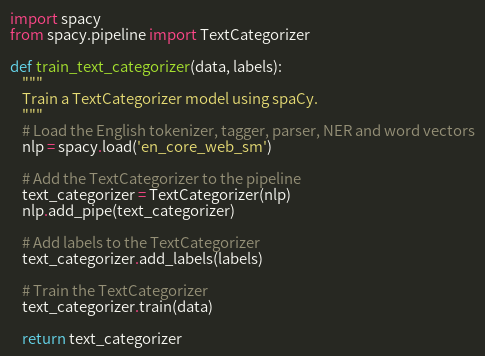 import spacy
from spacy.pipeline import TextCategorizer

def train_text_categorizer(data, labels):
    """
    Train a TextCategorizer model using spaCy.
    """
    # Load the English tokenizer, tagger, parser, NER and word vectors
    nlp = spacy.load('en_core_web_sm')

    # Add the TextCategorizer to the pipeline
    text_categorizer = TextCategorizer(nlp)
    nlp.add_pipe(text_categorizer)

    # Add labels to the TextCategorizer
    text_categorizer.add_labels(labels)

    # Train the TextCategorizer
    text_categorizer.train(data)

    return text_categorizer